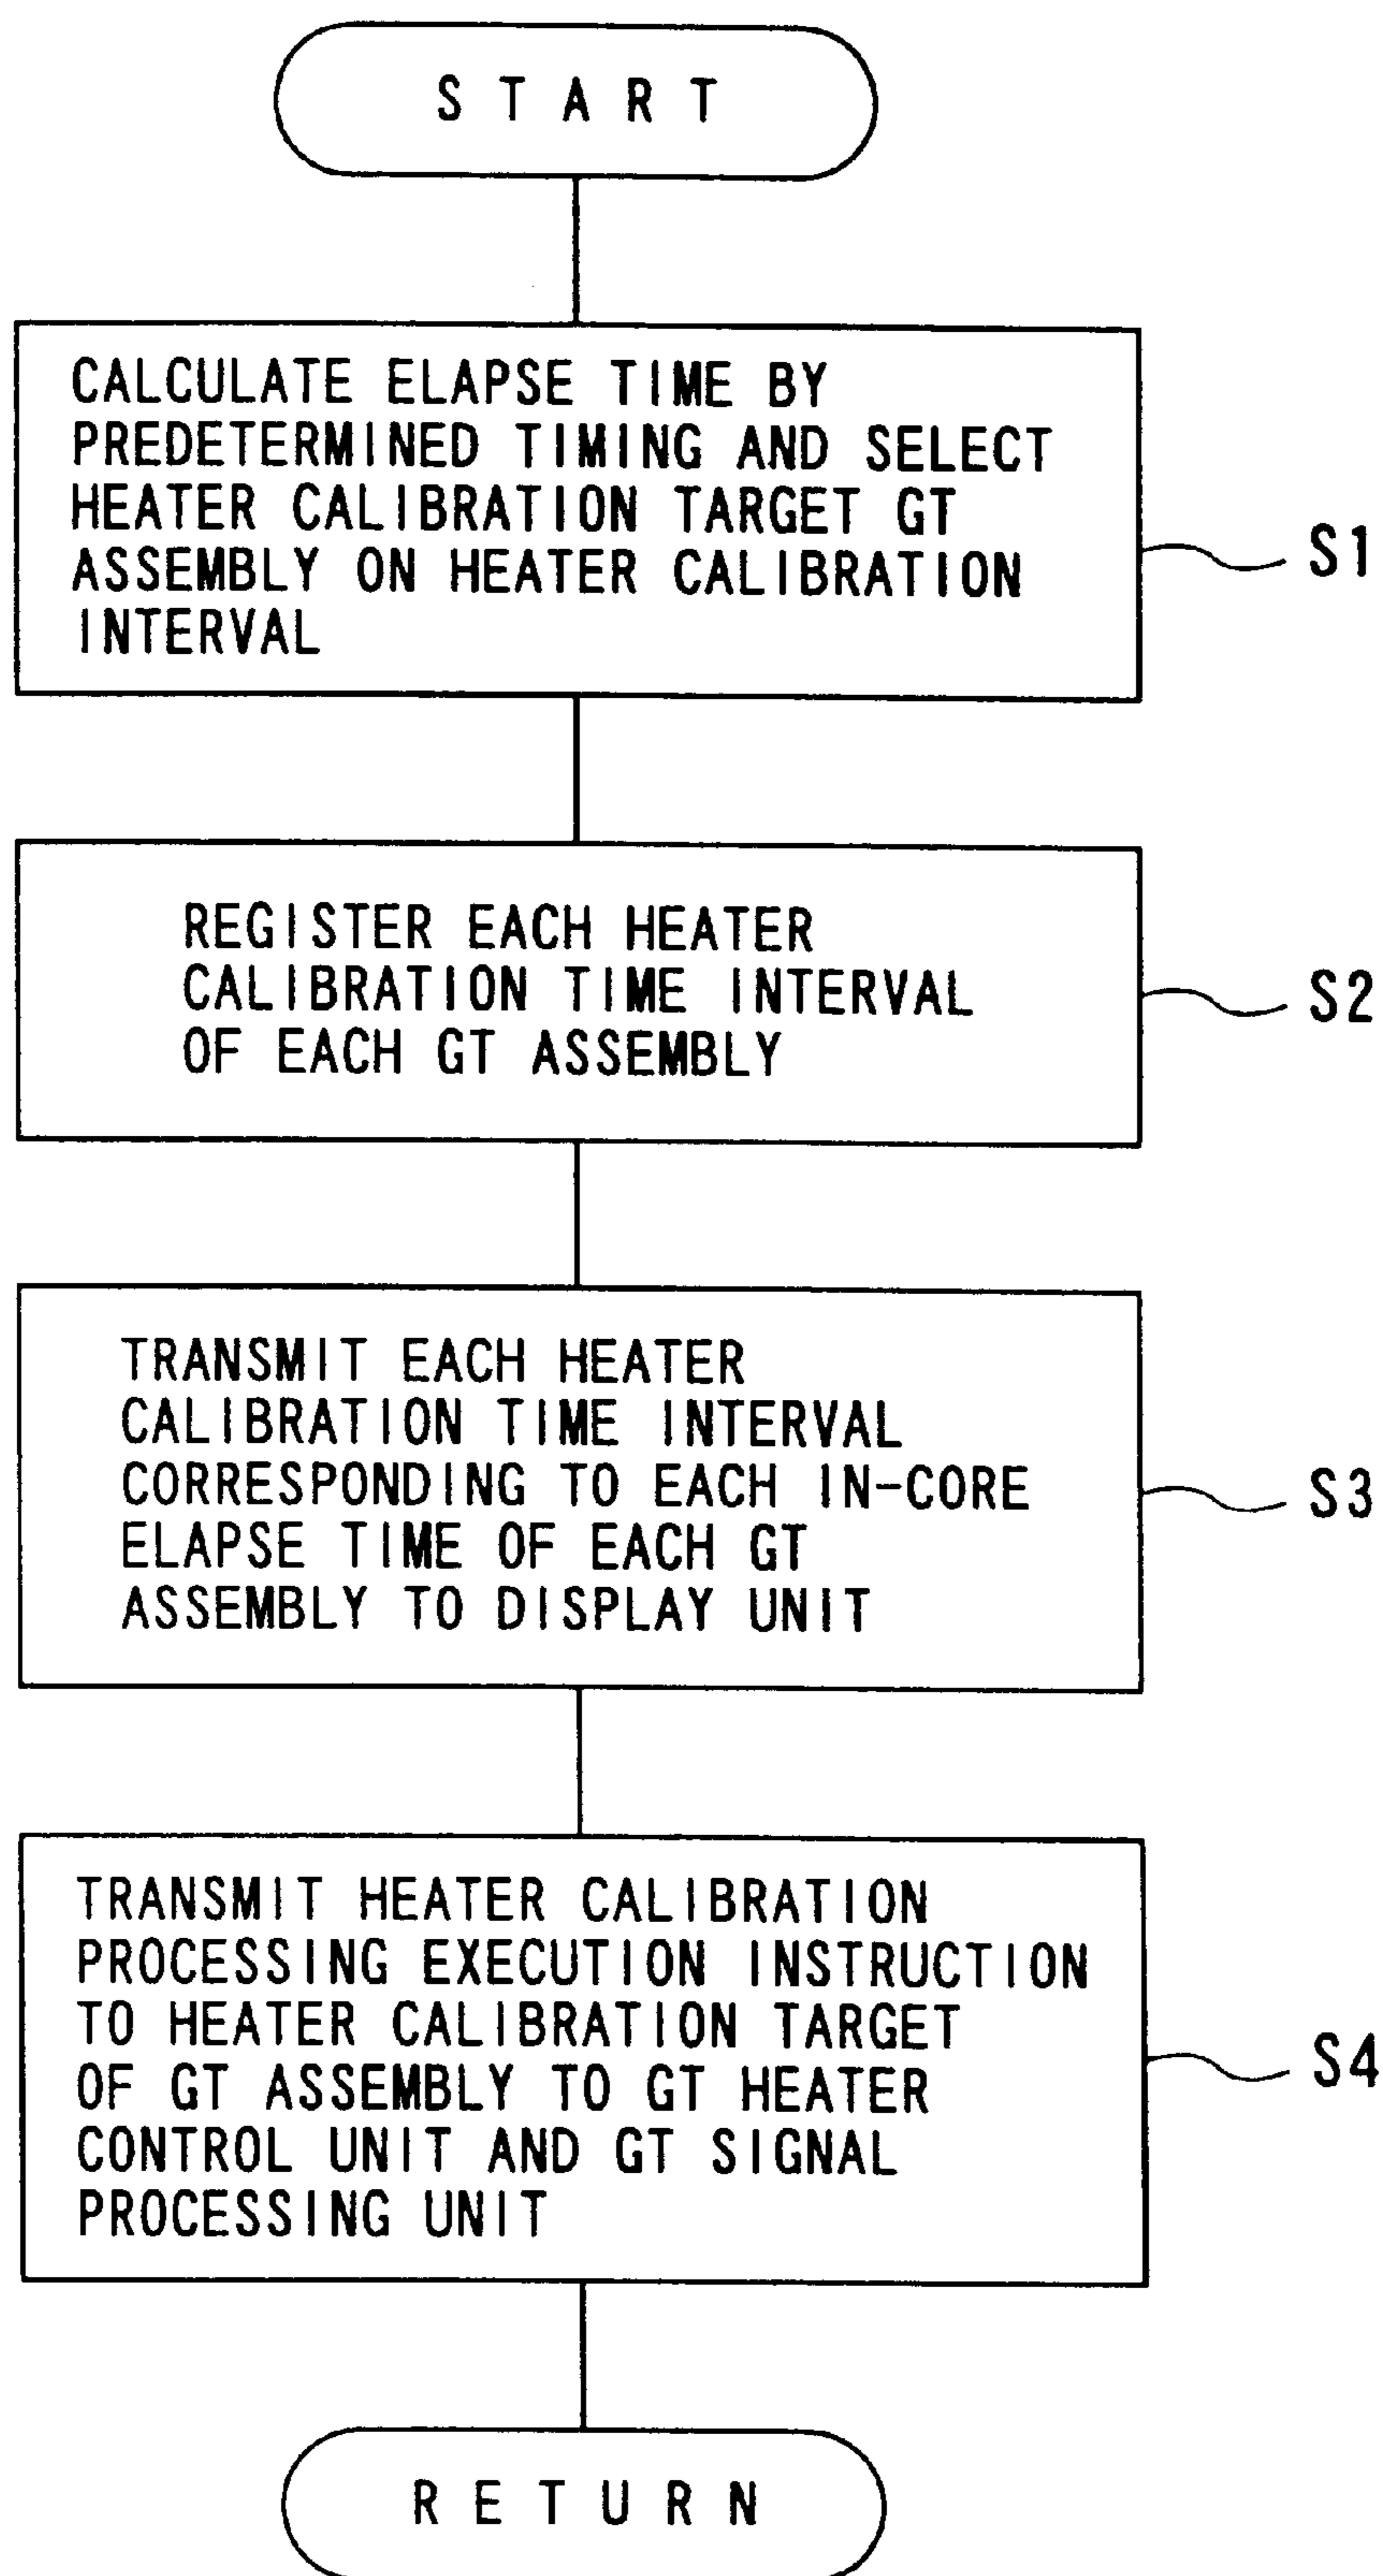 START
CALCULATE ELAPSE TIME BY
PREDETERMINED TIMING AND SELECT
HEATER CALIBRATION TARGET GT
ASSEMBLY ON HEATER CALIBRATION
INTERVAL
S1
REGISTER EACH HEATER
CALIBRATION TIME INTERVAL
OF EACH GT ASSEMBLY
S2
TRANSMIT EACH HEATER
CALIBRATION TIME INTERVAL
CORRESPONDING TO EACH IN-CORE
ELAPSE TIME OF EACH GT
ASSEMBLY TO DISPLAY UNIT
S3
TRANSMIT HEATER CALIBRATION
PROCESSING EXECUTION INSTRUCTION
TO HEATER CALIBRATION TARGET
OF GT ASSEMBLY TO GT HEATER
CONTROL UNIT AND GT SIGNAL
PROCESSING UNIT
S4
RETURN